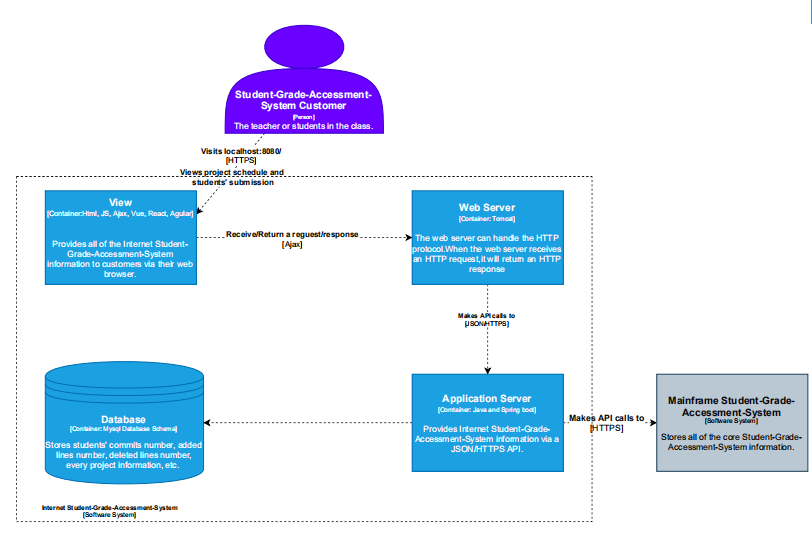 Student-Grade-Accessment-
System Customer
[Person]
The teacher or students in the class.
Visits localhost:8080/
[HTTPS]
Views project schedule and
students' submission
View
[Container:Html, JS, Ajax, Vue, React, Agular]
Provides all of the Internet Student-
Grade-Accessment-System
information to customers via their web
browser.
Receive/Return a reguest/response
[Ajax]
Web Server
[Container: Tomcat]
The web server can handle the HTTP
protocol.When the web server receives
an HTTP request,it will return an HTTP
response
Makes API calls to
[JSON/HTTPS]
Database
[Container: Mysql Database Schema]
Stores students' commits number, added
lines number, deleted lines number,
every project information, etc.
Application Server
[Container: Java and Spring boot]
Provides Internet Student-Grade-
Accessment-System information via a
JSON/HTTPS API.
Makes API calls to
[HTTPS]
Mainframe Student-Grade-
Accessment-System
[Software System]
Stores all of the core Student-Grade-
Accessment-System information.
Internet Student-Grade-Accessment-System
[Software System]